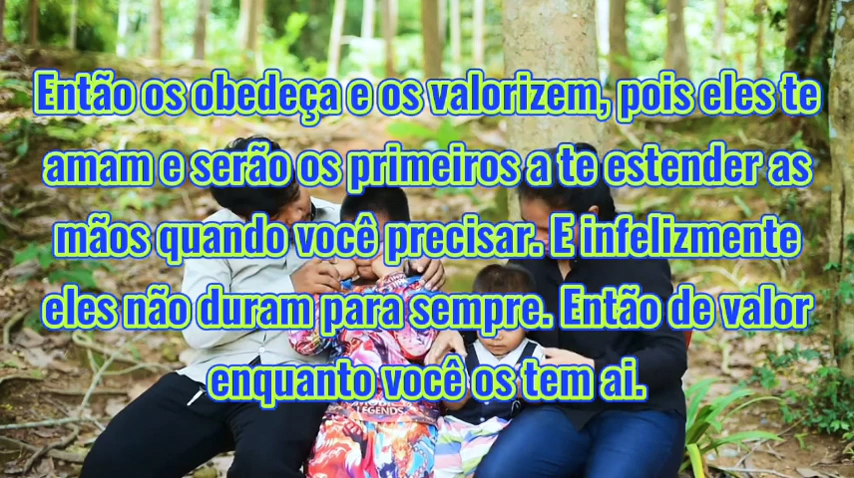 Então os obedeça e os valorizem, pois eles te
amam e serão os primeiros a te estender as
mãos quando você precisar. E infelizmente
eles não duram para sempre. Então de valor
enquanto você os tem ai.
LEGENDS